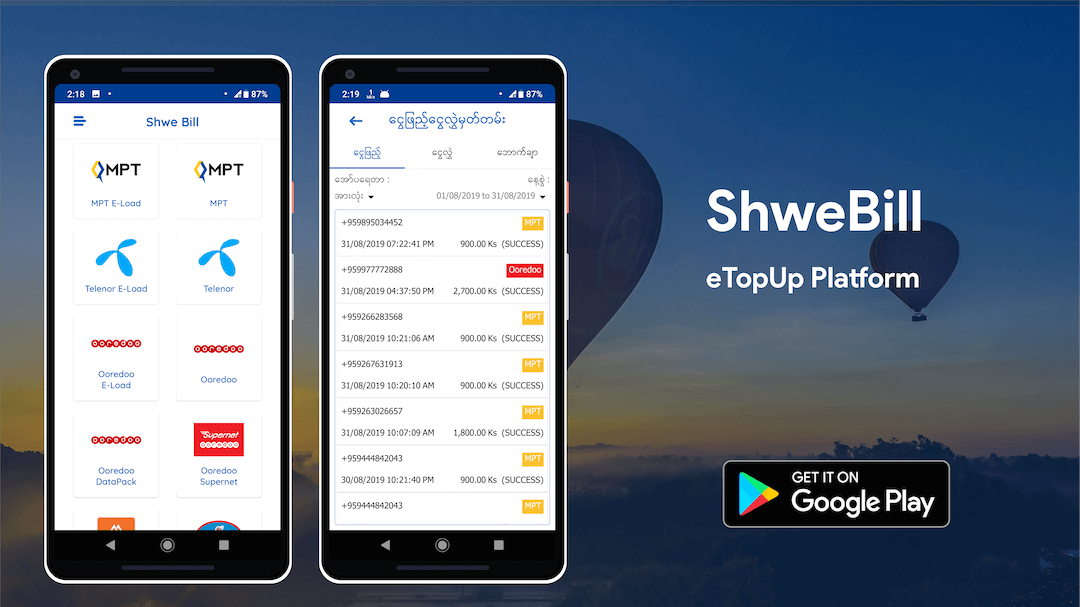 2:18
87%
Shwe Bill
MPT
MPT
MPT E-Load
MPT
Telenor E-Load
Telenor
ooredoo
ooredoo
Ooredoo
E-Load
Ooredoo
ooredoo
Supernet
ooredoo
Ooredoo
DataPack
Ooredoo
Supernet
2:19
87%
ငွေဖြည့်ငွေလွှဲမှတ်တမ်း
ငွေဖြည့်
ငွေလွှဲ
ဘောက်ချာ
အော်ပရေတာ :
နေ့စွဲ :
အားလုံး
01/08/2019 to 31/08/2019
+959895034452 MPT
31/08/2019 07:22:41 PM 900.00 Ks (SUCCESS)
+959977772888 Ooredoo
31/08/2019 04:37:50 PM 2,700.00 Ks (SUCCESS)
+959266283568 MPT
31/08/2019 10:21:06 AM 900.00 Ks (SUCCESS)
+959267631913 MPT
31/08/2019 10:20:10 AM 900.00 Ks (SUCCESS)
+959263026657 MPT
31/08/2019 10:07:09 AM 1,800.00 Ks (SUCCESS)
+959444842043 MPT
30/08/2019 10:21:40 PM 900.00 Ks (SUCCESS)
+959444842043 MPT
ShweBill
eTopUp Platform
GET IT ON
Google Play